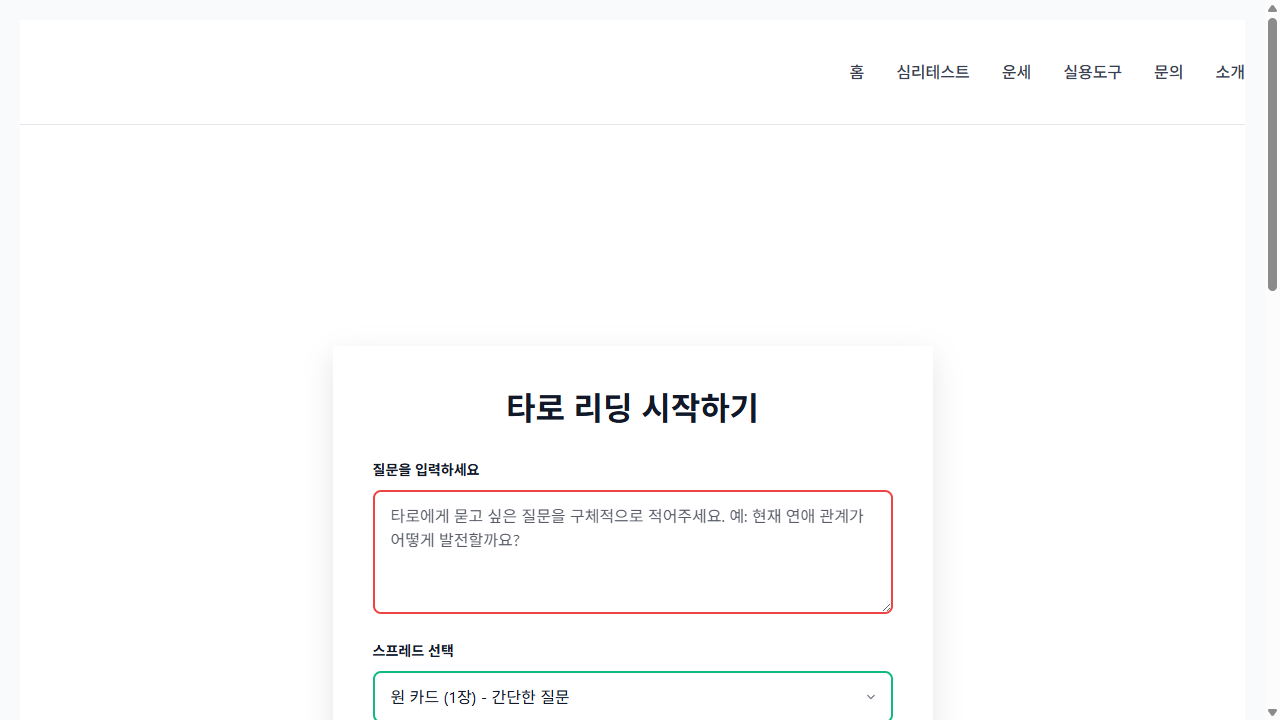 홈 심리테스트 운세 실용도구 문의 소개
타로 리딩 시작하기
질문을 입력하세요
타로에게 묻고 싶은 질문을 구체적으로 적어주세요. 예: 현재 연애 관계가
어떻게 발전할까요?
스프레드 선택
원 카드 (1장) - 간단한 질문